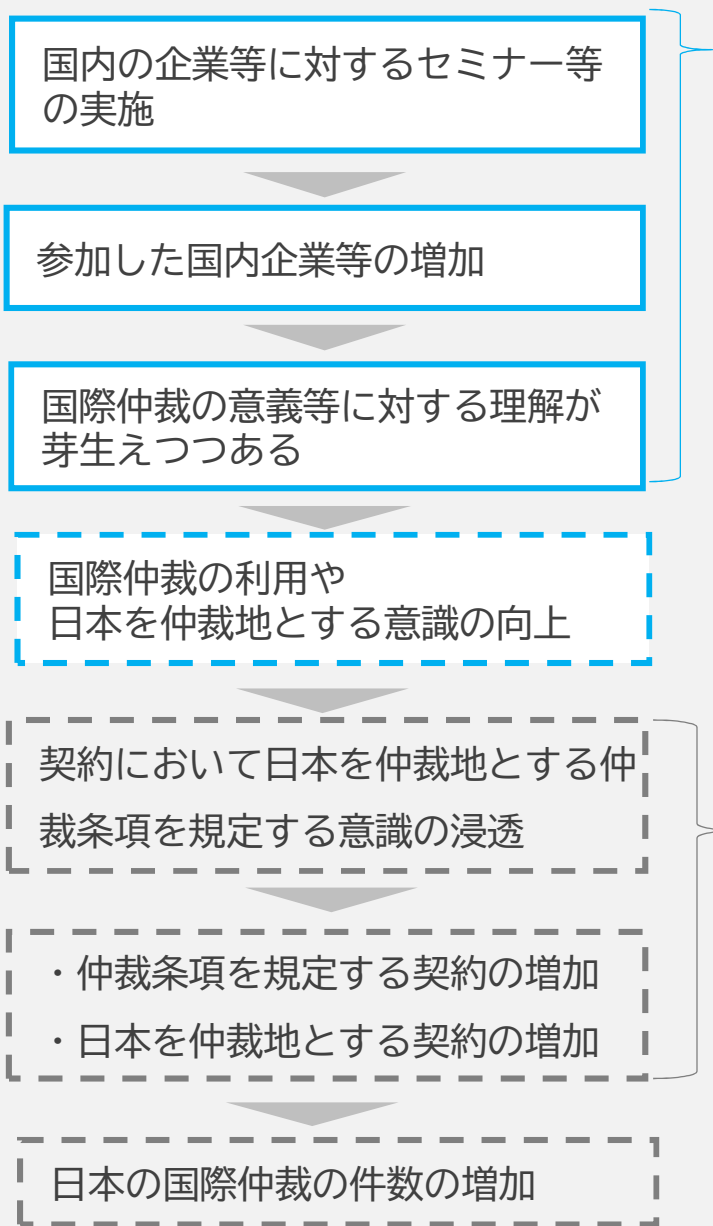 国内の企業等に対するセミナー等
の実施
参加した国内企業等の増加
国際仲裁の意義等に対する理解が
芽生えつつある
国際仲裁の利用や
日本を仲裁地とする意識の向上
契約において日本を仲裁地とする仲
裁条項を規定する意識の浸透
・仲裁条項を規定する契約の増加
・日本を仲裁地とする契約の増加
日本の国際仲裁の件数の増加